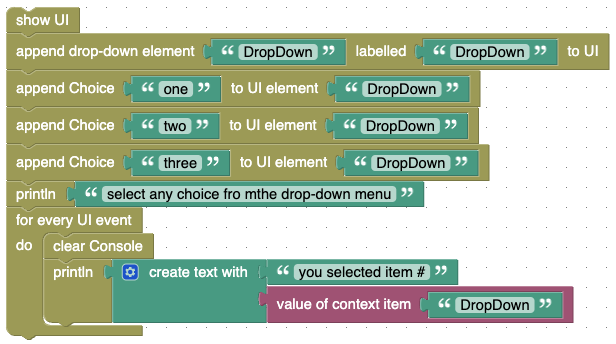 show UI
append drop-down element “ DropDown ” labelled “ DropDown ” to UI
append Choice “ one ” to UI element “ DropDown ”
append Choice “ two ” to UI element “ DropDown ”
append Choice “ three ” to UI element “ DropDown ”
println “ select any choice fro mthe drop-down menu ”
for every UI event
do clear Console
println create text with “ you selected item # ”
value of context item “ DropDown ”